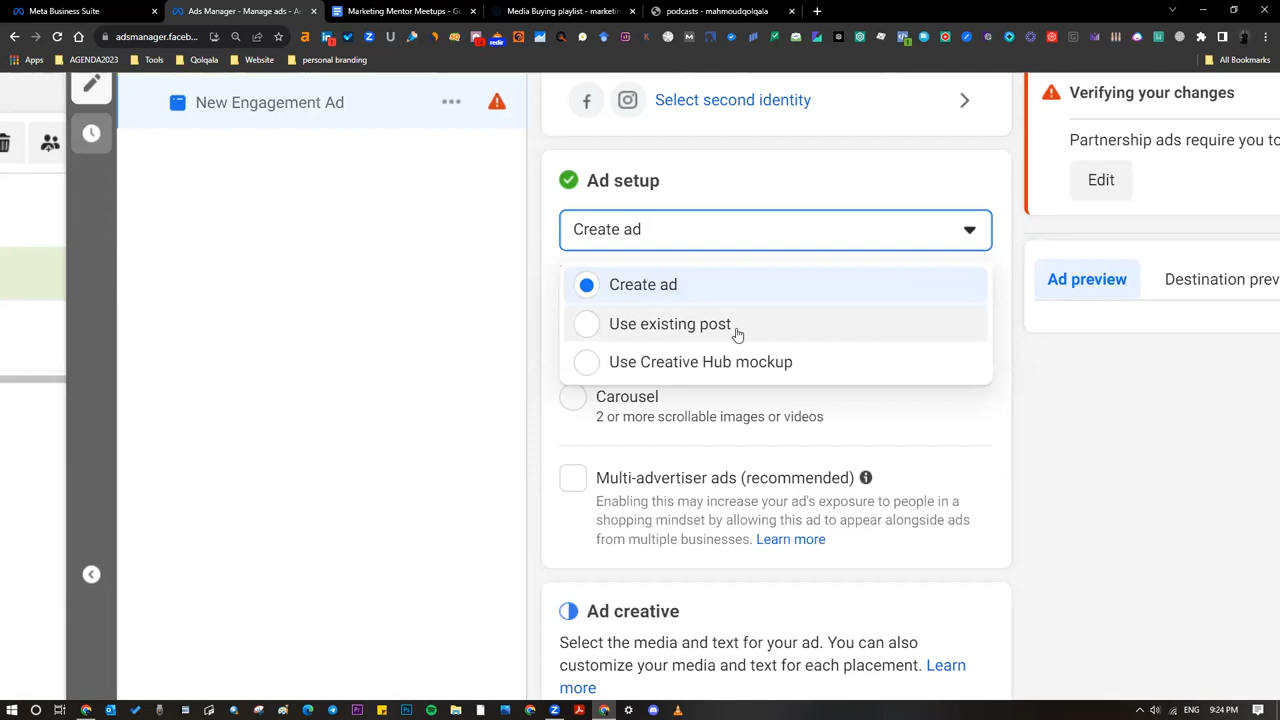 Meta Business Suite
Ads Manager - Manage ads - Ad
Marketing Mentor Meetups - Go
Media Buying playlist - marketin
podcasts - mahmoudqolqala
adsmanager.faceb...
Apps
AGENDA2023
Tools
Qolqala
Website
personal branding
All Bookmarks
New Engagement Ad
Select second identity
Verifying your changes
Partnership ads require you to
Edit
Ad setup
Create ad
Create ad
Use existing post
Use Creative Hub mockup
Carousel
2 or more scrollable images or videos
Multi-advertiser ads (recommended)
Enabling this may increase your ad's exposure to people in a
shopping mindset by allowing this ad to appear alongside ads
from multiple businesses. Learn more
Ad preview
Destination prev
Ad creative
Select the media and text for your ad. You can also
customize your media and text for each placement. Learn
more
ENG
9:24 PM